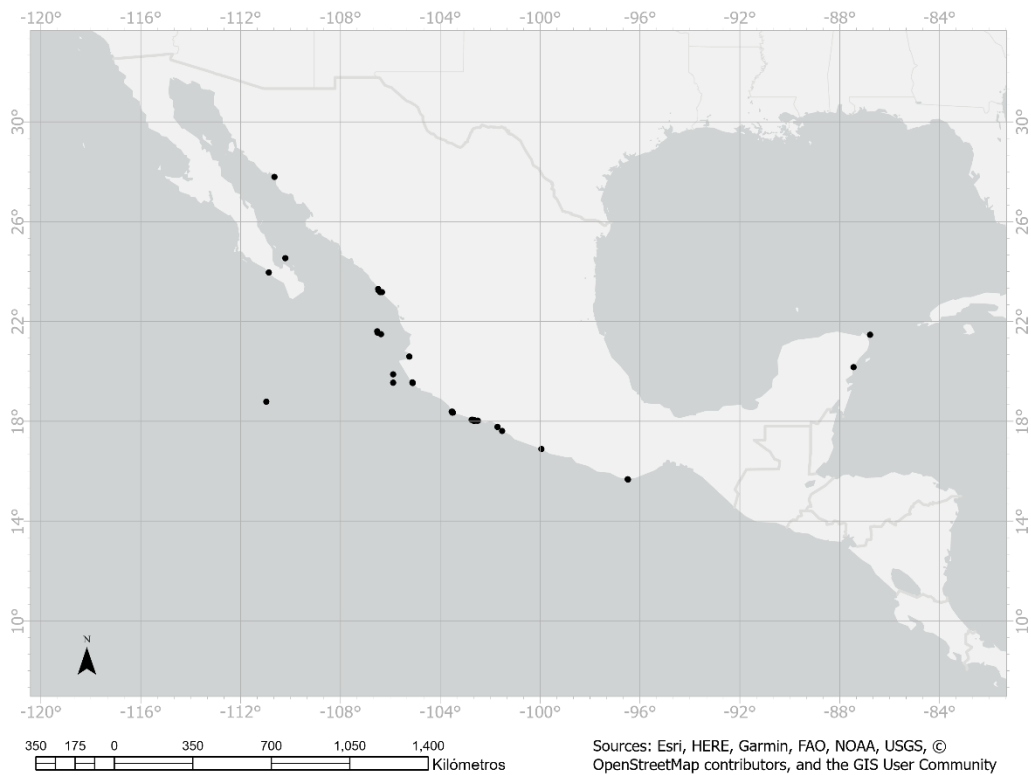 -120° -116° -112° -108° -104° -100° -96° -92° -88° -84°
30° 30°
26° 26°
22° 22°
18° 18°
14° 14°
10° 10°
N
-120° -116° -112° -108° -104° -100° -96° -92° -88° -84°
350 175 0 350 700 1,050 1,400
Kilómetros
Sources: Esri, HERE, Garmin, FAO, NOAA, USGS, ©
OpenStreetMap contributors, and the GIS User Community